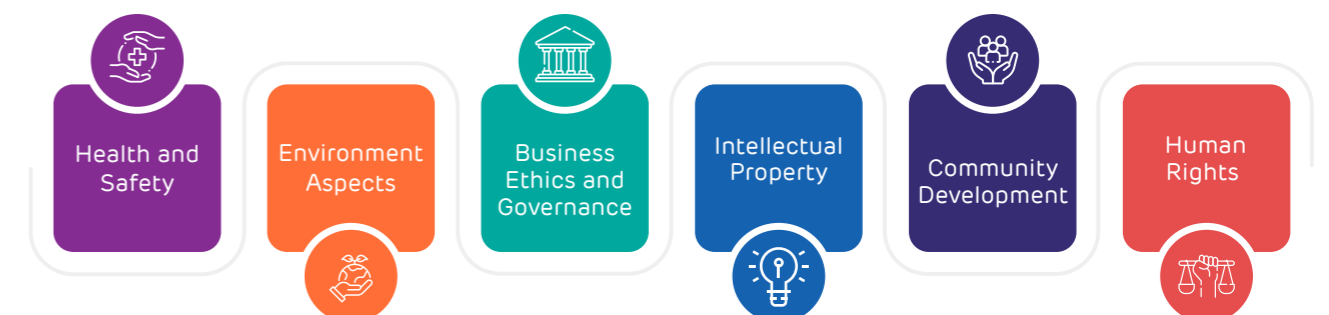 Health and
Safety
Environment
Aspects
Business
Ethics and
Governance
Intellectual
Property
Community
Development
Human
Rights